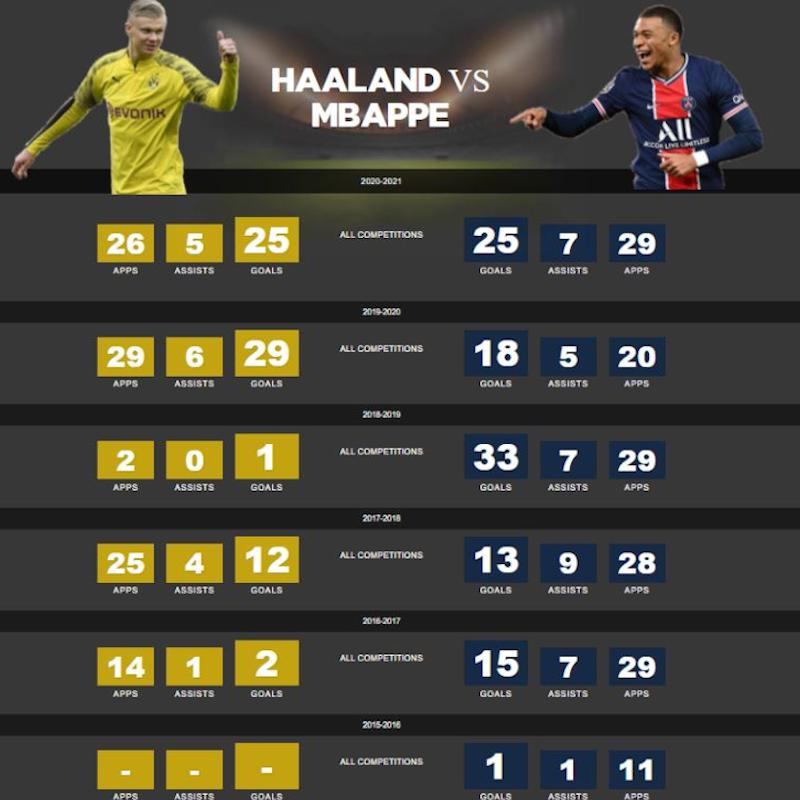 HAALAND VS
MBAPPE
EVONIK
ALL
ACCOR LIVE LIMITLESS
2020-2021
26 5 25 ALL COMPETITIONS 25 7 29
APPS ASSISTS GOALS GOALS ASSISTS APPS
2019-2020
29 6 29 ALL COMPETITIONS 18 5 20
APPS ASSISTS GOALS GOALS ASSISTS APPS
2018-2019
2 0 1 ALL COMPETITIONS 33 7 29
APPS ASSISTS GOALS GOALS ASSISTS APPS
2017-2018
25 4 12 ALL COMPETITIONS 13 9 28
APPS ASSISTS GOALS GOALS ASSISTS APPS
2016-2017
14 1 2 ALL COMPETITIONS 15 7 29
APPS ASSISTS GOALS GOALS ASSISTS APPS
2015-2016
- - - ALL COMPETITIONS 1 1 11
APPS ASSISTS GOALS GOALS ASSISTS APPS